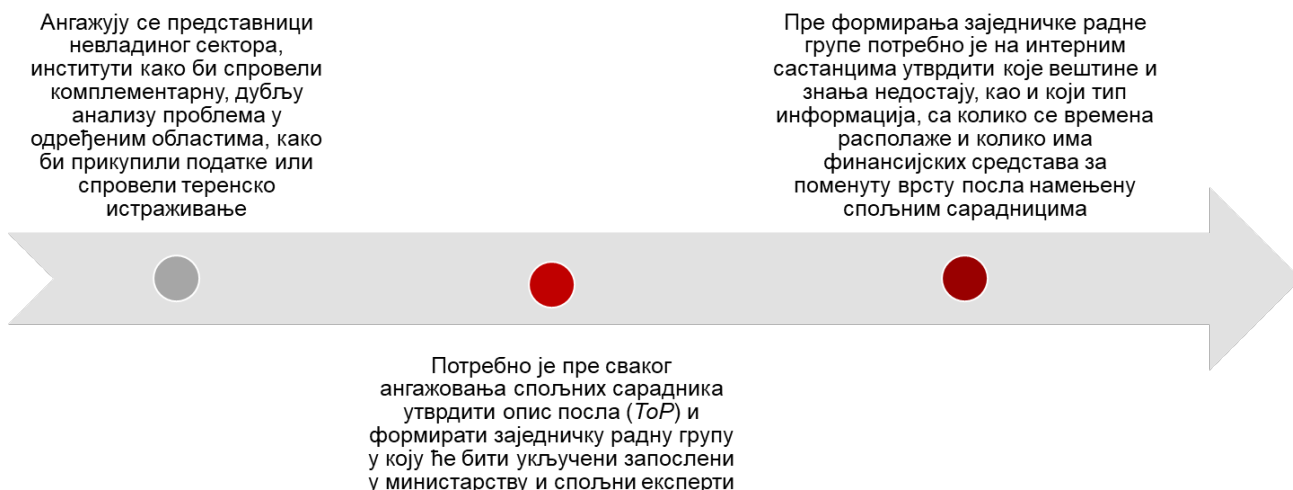 Ангажују се представници
невладиног сектора,
институти како би спровели
комплементарну, дубљу
анализу проблема у
одређеним областима, како
би прикупили податке или
спровели теренско
истраживање
Потребно је пре сваког
ангажовања спољних сарадника
утврдити опис посла (ToP) и
формирати заједничку радну групу
у коју ће бити укључени запослени
у министарству и спољни експерти
Пре формирања заједничке радне
групе потребно је на интерним
састанцима утврдити које вештине и
знања недостају, као и који тип
информација, са колико се времена
располаже и колико има
финансијских средстава за
поменуту врсту посла намењену
спољним сарадницима